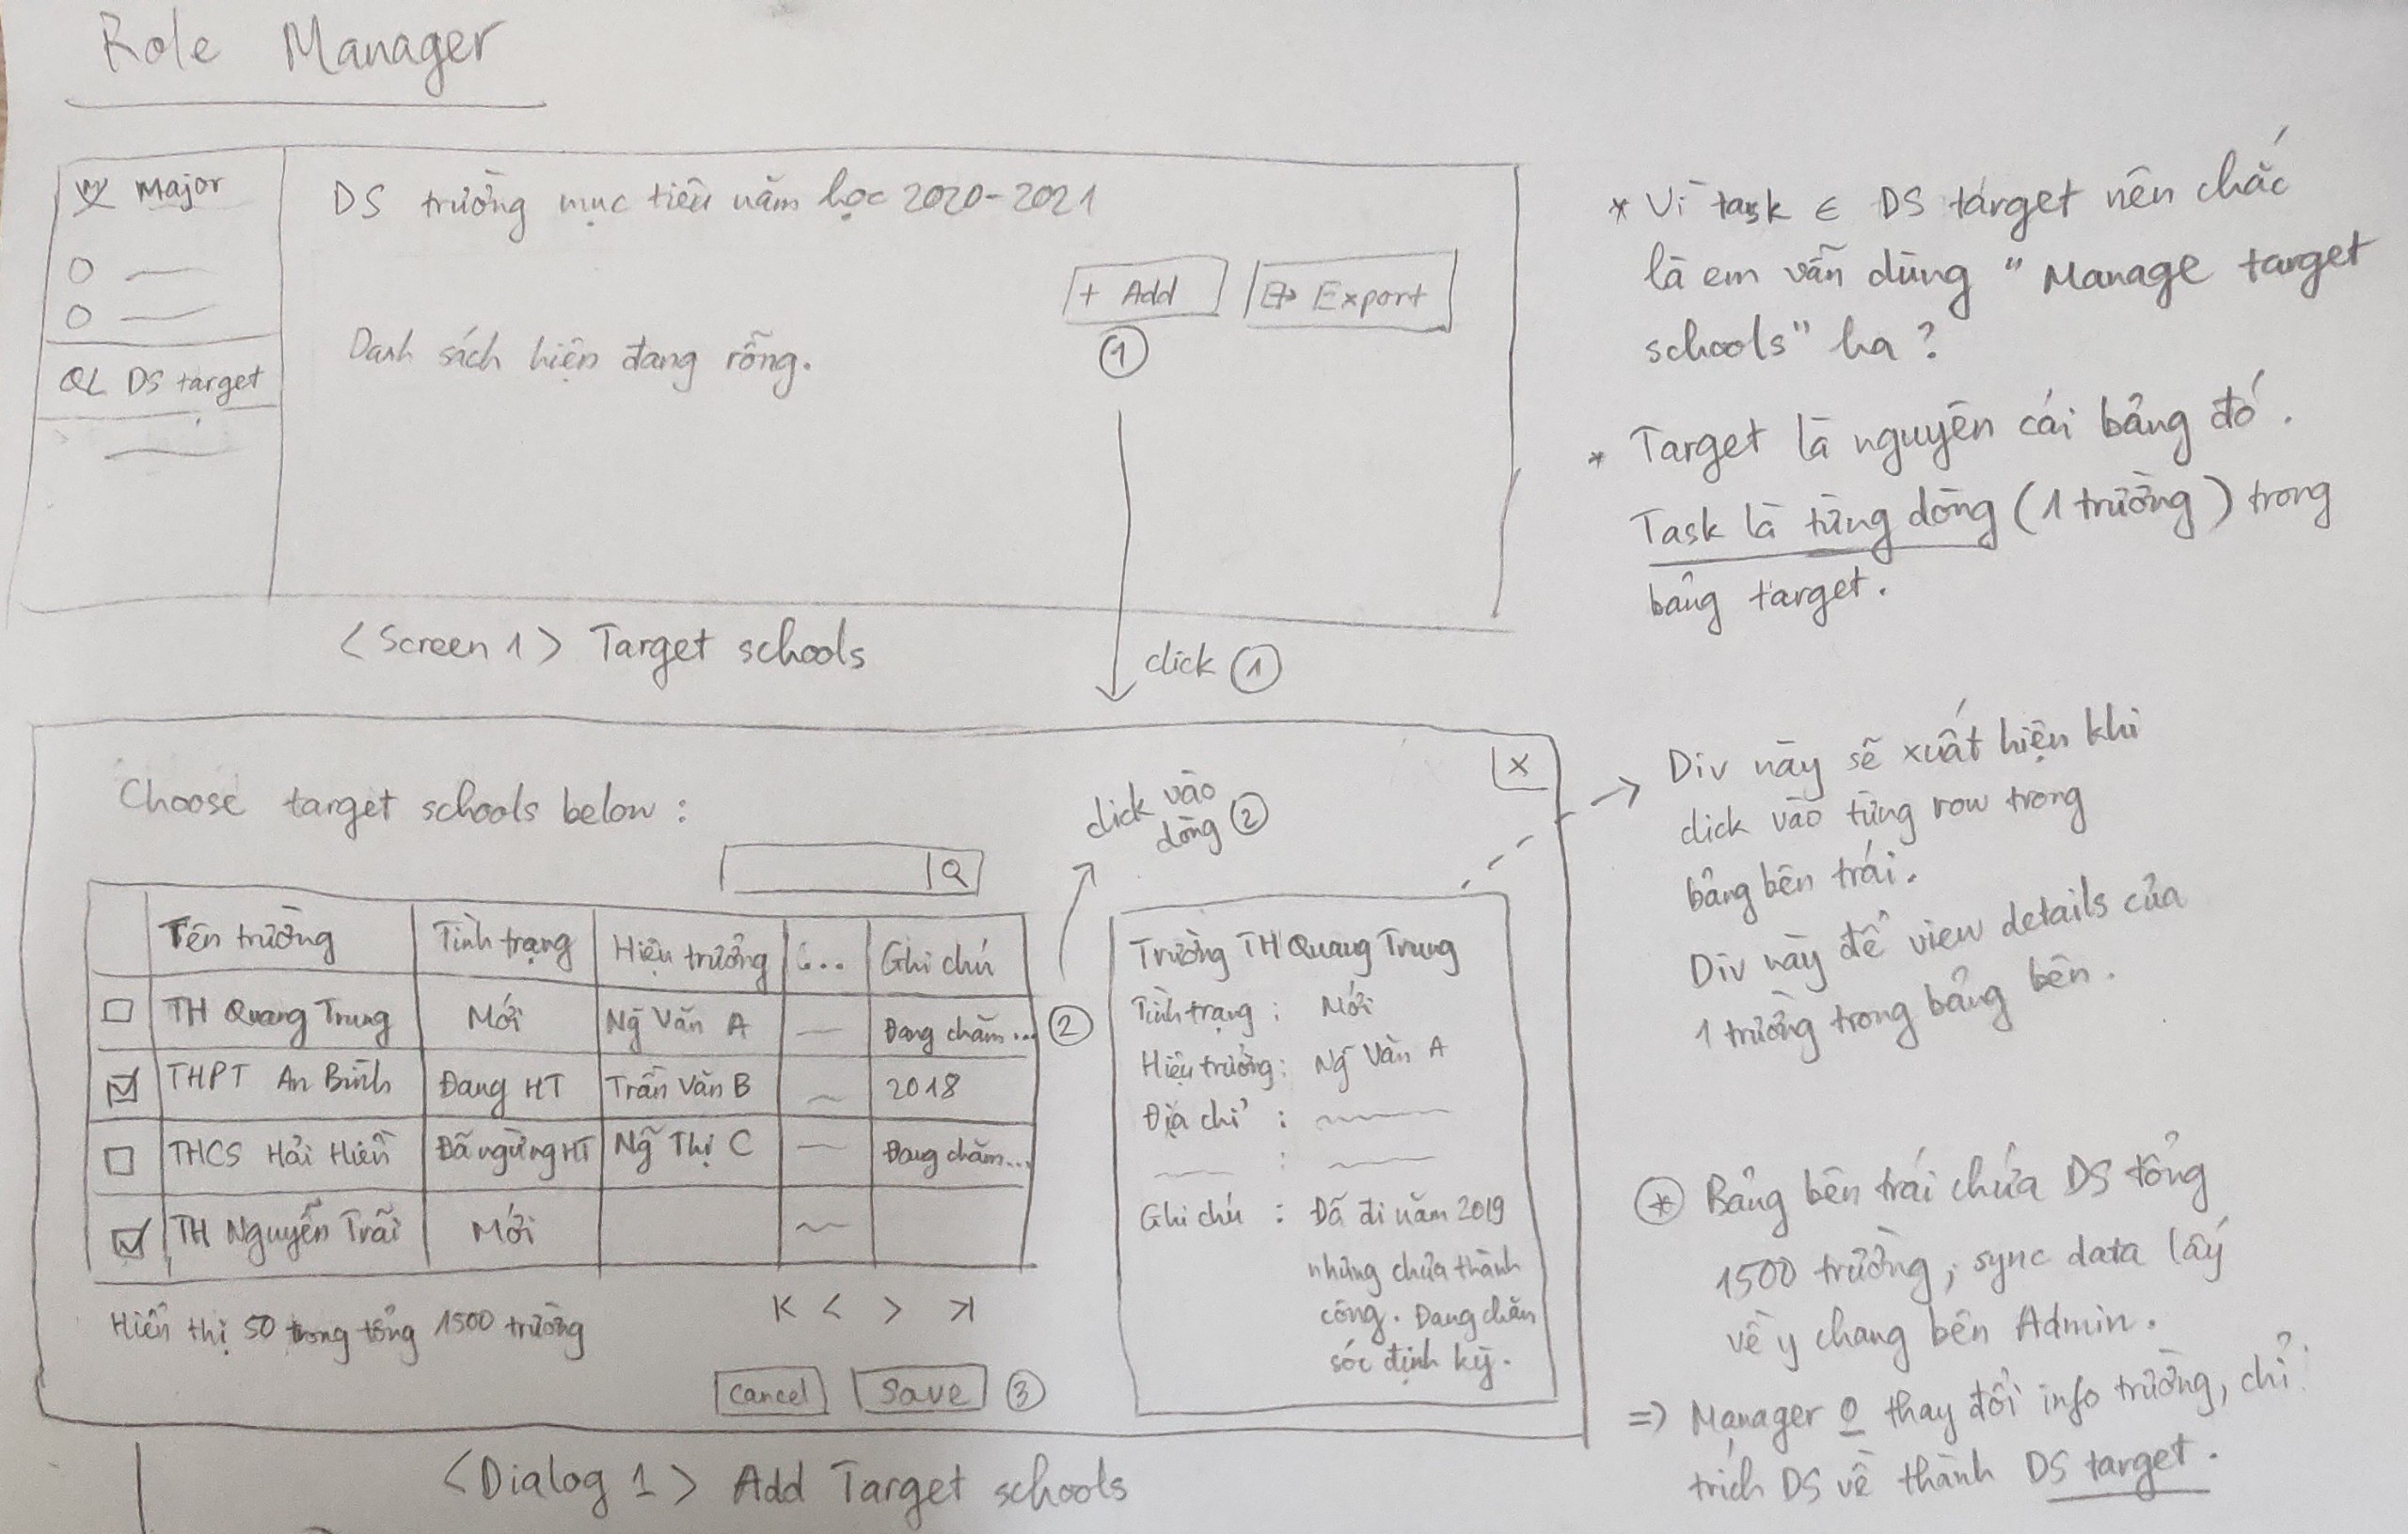 Role Manager
Major
DS trường mục tiêu năm học 2020-2021
+ Add
Export
1
Danh sách hiện đang rỗng.
QL DS target
<Screen 1> Target schools
click 1
* Vì task ∈ DS target nên chắc
là em vẫn dùng "Manage target
schools" ha?
* Target là nguyên cái bảng đó.
Task là từng dòng (1 trường) trong
bảng target.
Choose target schools below:
click vào
dòng 2
X
Tên trường Tình trạng Hiệu trưởng ... Ghi chú
TH Quang Trung Mới Ng̃ Văn A Đang chăm... 2
THPT An Bình Đang HT Trần Văn B 2018
THCS Hải Hiền Đã ngừng HT Ng̃ Thị C Đang chăm...
TH Nguyễn Trãi Mới
Hiển thị 50 trong tổng 1500 trường
K < > >|
Cancel Save 3
Trường TH Quang Trung
Tình trạng : Mới
Hiệu trưởng : Ng̃ Văn A
Địa chỉ :
:
Ghi chú : Đã đi năm 2019
nhưng chưa thành
công. Đang chăm
sóc định kỳ.
<Dialog 1> Add Target schools
→ Div này sẽ xuất hiện khi
click vào từng row trong
bảng bên trái.
Div này để view details của
1 trường trong bảng bên.
* Bảng bên trái chứa DS tổng
1500 trường, sync data lấy
về y chang bên Admin.
=> Manager O thay đổi info trường, chỉ
trích DS về thành DS target.